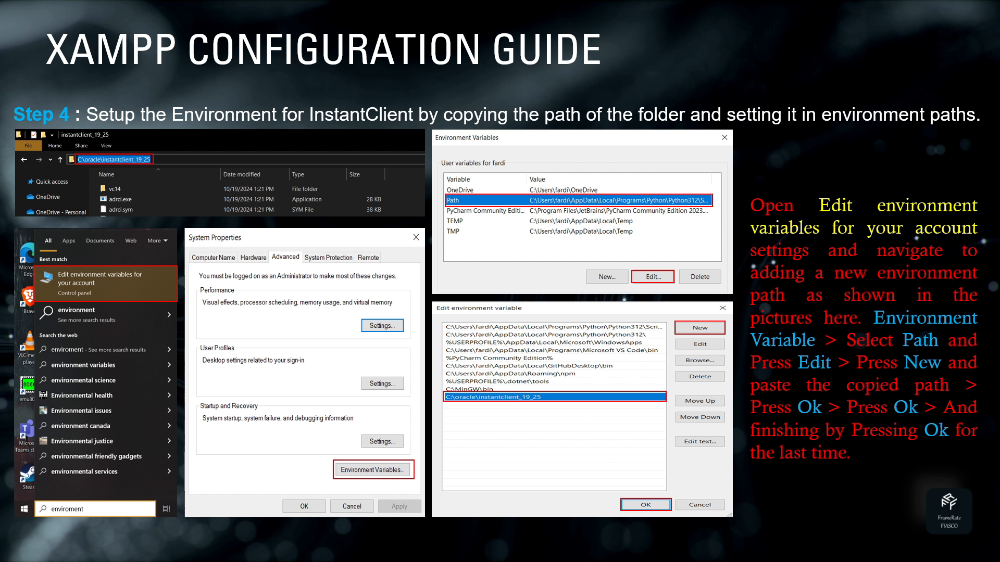 XAMPP CONFIGURATION GUIDE
Step 4 : Setup the Environment for InstantClient by copying the path of the folder and setting it in environment paths.
instantclient_19_25
File Home Share View
C:\oracle\instantclient_19_25
Name Date modified Type Size
Quick access
OneDrive
OneDrive - Personal
vc14 10/19/2024 1:21 PM File folder
adrci.exe 10/19/2024 1:21 PM Application 28 KB
adrci.sym 10/19/2024 1:21 PM SYM File 38 KB
All Apps Documents Web More
Best match
Edit environment variables for
your account
Control panel
environment
See more search results
Search the web
enviroment - See more search results
environment variables
environmental science
Environmental health
Environmental issues
environment canada
Environmental justice
environmental friendly gadgets
environmental services
enviroment
Micros
Edg
Brav
VLC me
playe
8086
emu80
Micros
Teams cl
Stear
System Properties
Computer Name Hardware Advanced System Protection Remote
You must be logged on as an Administrator to make most of these changes.
Performance
Visual effects, processor scheduling, memory usage, and virtual memory
Settings...
User Profiles
Desktop settings related to your sign-in
Settings...
Startup and Recovery
System startup, system failure, and debugging information
Settings...
Environment Variables...
OK Cancel Apply
Environment Variables
User variables for fardi
Variable Value
OneDrive C:\Users\fardi\OneDrive
Path C:\Users\fardi\AppData\Local\Programs\Python\Python312\S...
PyCharm Community Editi... C:\Program Files\JetBrains\PyCharm Community Edition 2023....
TEMP C:\Users\fardi\AppData\Local\Temp
TMP C:\Users\fardi\AppData\Local\Temp
New... Edit... Delete
Edit environment variable
C:\Users\fardi\AppData\Local\Programs\Python\Python312\Scri...
C:\Users\fardi\AppData\Local\Programs\Python\Python312\
%USERPROFILE%\AppData\Local\Microsoft\WindowsApps
C:\Users\fardi\AppData\Local\Programs\Microsoft VS Code\bin
%PyCharm Community Edition%
C:\Users\fardi\AppData\Local\GitHubDesktop\bin
C:\Users\fardi\AppData\Roaming\npm
%USERPROFILE%\.dotnet\tools
C:\MinGW\bin
C:\oracle\instantclient_19_25
New
Edit
Browse...
Delete
Move Up
Move Down
Edit text...
OK Cancel
Open Edit environment
variables for your account
settings and navigate to
adding a new environment
path as shown in the
pictures here. Environment
Variable > Select Path and
Press Edit > Press New and
paste the copied path >
Press Ok > Press Ok > And
finishing by Pressing Ok for
the last time.
FrameRate
FIASCO